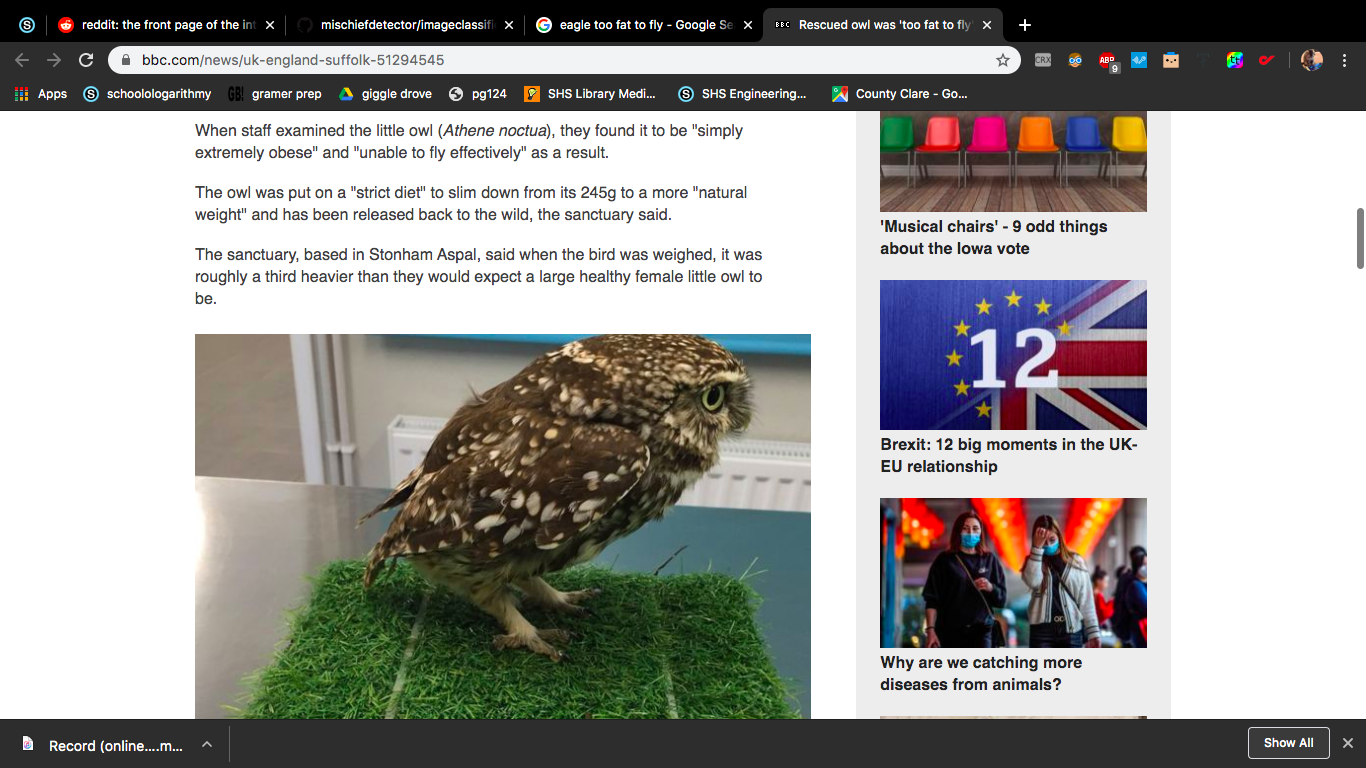 reddit: the front page of the int
mischiefdetector/imageclassifi
eagle too fat to fly - Google Se
BBC
Rescued owl was 'too fat to fly'
bbc.com/news/uk-england-suffolk-51294545
CRX
ABP
9
Apps
schoolologarithmy
GB!
gramer prep
giggle drove
pg124
SHS Library Medi...
SHS Engineering...
County Clare - Go...
When staff examined the little owl (Athene noctua), they found it to be "simply
extremely obese" and "unable to fly effectively" as a result.
The owl was put on a "strict diet" to slim down from its 245g to a more "natural
weight" and has been released back to the wild, the sanctuary said.
The sanctuary, based in Stonham Aspal, said when the bird was weighed, it was
roughly a third heavier than they would expect a large healthy female little owl to
be.
'Musical chairs' - 9 odd things
about the Iowa vote
12
Brexit: 12 big moments in the UK-
EU relationship
Why are we catching more
diseases from animals?
Record (online....m...
Show All